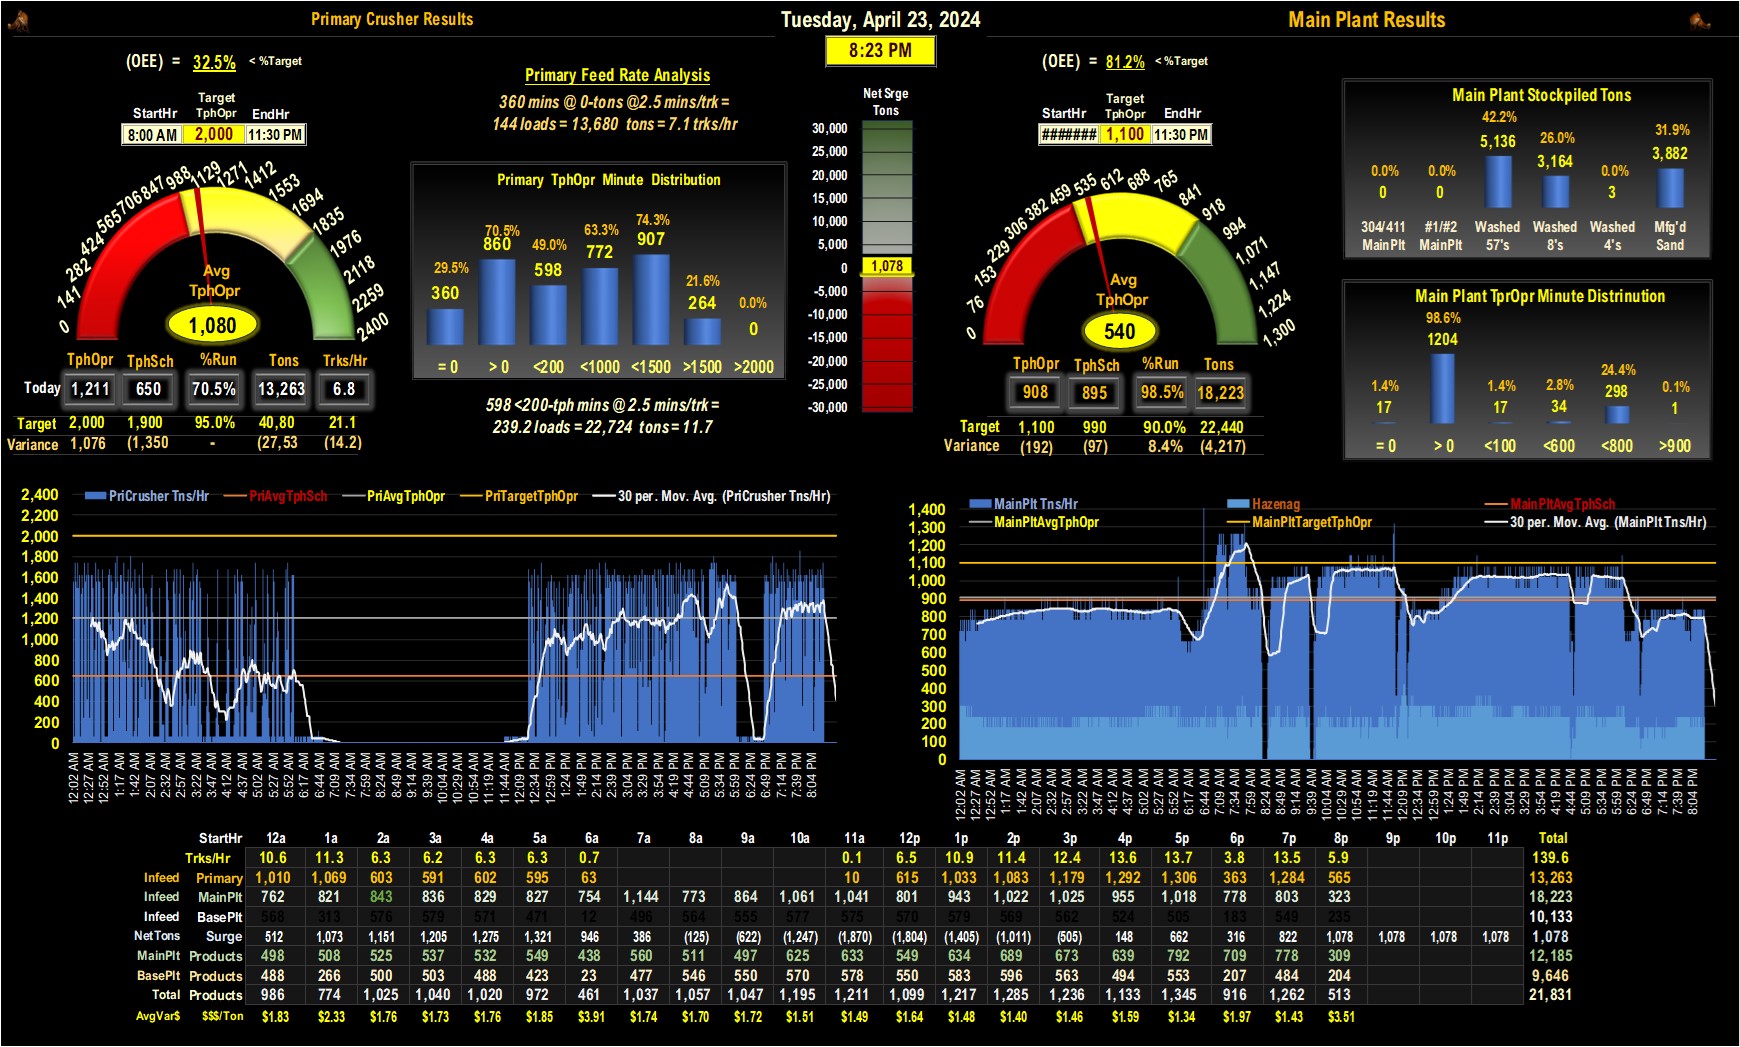 Primary Crusher Results
Tuesday, April 23, 2024
Main Plant Results
8:23 PM
(OEE) = 32.5% < %Target
StartHr Target TphOpr EndHr
8:00 AM 2,000 11:30 PM
0 141 282 424 565 706 847 988 1129 1271 1412 1553 1694 1835 1976 2118 2259 2400
Avg
TphOpr
1,080
TphOpr TphSch %Run Tons Trks/Hr
Today 1,211 650 70.5% 13,263 6.8
Target 2,000 1,900 95.0% 40,80 21.1
Variance 1,076 (1,350 - (27,53 (14.2)
Primary Feed Rate Analysis
360 mins @ 0-tons @2.5 mins/trk =
144 loads = 13,680 tons = 7.1 trks/hr
Primary TphOpr Minute Distribution
29.5% 70.5% 49.0% 63.3% 74.3% 21.6% 0.0%
360 860 598 772 907 264 0
= 0 > 0 <200 <1000 <1500 >1500 >2000
598 <200-tph mins @ 2.5 mins/trk =
239.2 loads = 22,724 tons = 11.7
Net Srge
Tons
30,000
25,000
20,000
15,000
10,000
5,000
0 1,078
-5,000
-10,000
-15,000
-20,000
-25,000
-30,000
(OEE) = 81.2% < %Target
StartHr Target TphOpr EndHr
####### 1,100 11:30 PM
0 76 153 229 306 382 459 535 612 688 765 841 918 994 1,071 1,147 1,224 1,300
Avg
TphOpr
540
TphOpr TphSch %Run Tons
908 895 98.5% 18,223
Target 1,100 990 90.0% 22,440
Variance (192) (97) 8.4% (4,217)
Main Plant Stockpiled Tons
0.0% 0.0% 42.2% 26.0% 0.0% 31.9%
0 0 5,136 3,164 3 3,882
304/411 #1/#2 Washed Washed Washed Mfg'd
MainPlt MainPlt 57's 8's 4's Sand
Main Plant TprOpr Minute Distrinution
1.4% 98.6% 1.4% 2.8% 24.4% 0.1%
17 1204 17 34 298 1
= 0 > 0 <100 <600 <800 >900
PriCrusher Tns/Hr PriAvgTphSch PriAvgTphOpr PriTargetTphOpr 30 per. Mov. Avg. (PriCrusher Tns/Hr)
2,400
2,200
2,000
1,800
1,600
1,400
1,200
1,000
800
600
400
200
0
12:02 AM 12:27 AM 12:52 AM 1:17 AM 1:42 AM 2:07 AM 2:32 AM 2:57 AM 3:22 AM 3:47 AM 4:12 AM 4:37 AM 5:02 AM 5:27 AM 5:52 AM 6:17 AM 6:44 AM 7:09 AM 7:34 AM 7:59 AM 8:24 AM 8:49 AM 9:14 AM 9:39 AM 10:04 AM 10:29 AM 10:54 AM 11:19 AM 11:44 AM 12:09 PM 12:34 PM 12:59 PM 1:24 PM 1:49 PM 2:14 PM 2:39 PM 3:04 PM 3:29 PM 3:54 PM 4:19 PM 4:44 PM 5:09 PM 5:34 PM 5:59 PM 6:24 PM 6:49 PM 7:14 PM 7:39 PM 8:04 PM
MainPlt Tns/Hr Hazenag MainPltAvgTphSch
MainPltAvgTphOpr MainPltTargetTphOpr 30 per. Mov. Avg. (MainPlt Tns/Hr)
1,400
1,300
1,200
1,100
1,000
900
800
700
600
500
400
300
200
100
0
12:02 AM 12:27 AM 12:52 AM 1:17 AM 1:42 AM 2:07 AM 2:32 AM 2:57 AM 3:22 AM 3:47 AM 4:12 AM 4:37 AM 5:02 AM 5:27 AM 5:52 AM 6:17 AM 6:44 AM 7:09 AM 7:34 AM 7:59 AM 8:24 AM 8:49 AM 9:14 AM 9:39 AM 10:04 AM 10:29 AM 10:54 AM 11:19 AM 11:44 AM 12:09 PM 12:34 PM 12:59 PM 1:24 PM 1:49 PM 2:14 PM 2:39 PM 3:04 PM 3:29 PM 3:54 PM 4:19 PM 4:44 PM 5:09 PM 5:34 PM 5:59 PM 6:24 PM 6:49 PM 7:14 PM 7:39 PM 8:04 PM
StartHr 12a 1a 2a 3a 4a 5a 6a 7a 8a 9a 10a 11a 12p 1p 2p 3p 4p 5p 6p 7p 8p 9p 10p 11p Total
Trks/Hr 10.6 11.3 6.3 6.2 6.3 6.3 0.7 0.1 6.5 10.9 11.4 12.4 13.6 13.7 3.8 13.5 5.9 139.6
Infeed Primary 1,010 1,069 603 591 602 595 63 10 615 1,033 1,083 1,179 1,292 1,306 363 1,284 565 13,263
Infeed MainPlt 762 821 843 836 829 827 754 1,144 773 864 1,061 1,041 801 943 1,022 1,025 955 1,018 778 803 323 18,223
Infeed BasePlt 568 313 576 579 571 471 12 496 564 555 577 575 570 579 569 562 524 505 183 549 235 10,133
NetTons Surge 512 1,073 1,151 1,205 1,275 1,321 946 386 (125) (622) (1,247) (1,870) (1,804) (1,405) (1,011) (505) 148 662 316 822 1,078 1,078 1,078 1,078 1,078
MainPlt Products 498 508 525 537 532 549 438 560 511 497 625 633 549 634 689 673 639 792 709 778 309 12,185
BasePlt Products 488 266 500 503 488 423 23 477 546 550 570 578 550 583 596 563 494 553 207 484 204 9,646
Total Products 986 774 1,025 1,040 1,020 972 461 1,037 1,057 1,047 1,195 1,211 1,099 1,217 1,285 1,236 1,133 1,345 916 1,262 513 21,831
AvgVar$ $$$/Ton $1.83 $2.33 $1.76 $1.73 $1.76 $1.85 $3.91 $1.74 $1.70 $1.72 $1.51 $1.49 $1.64 $1.48 $1.40 $1.46 $1.59 $1.34 $1.97 $1.43 $3.51